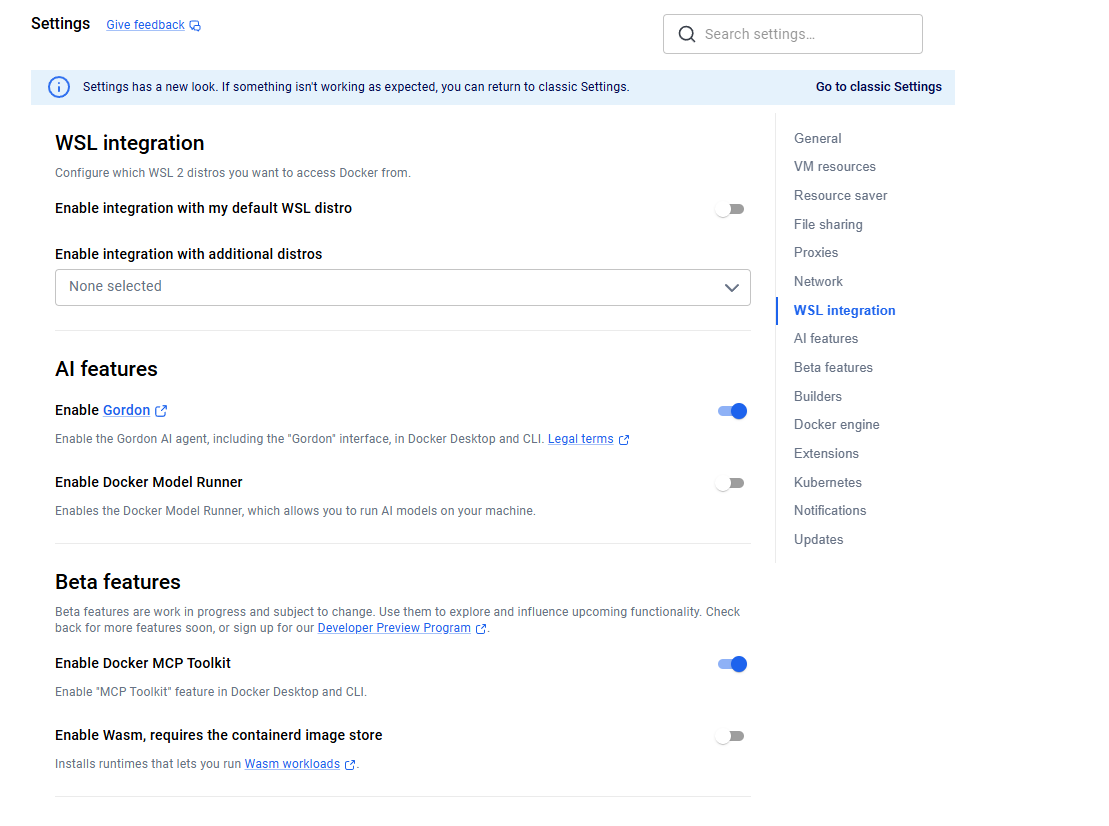 Settings
Give feedback
Search settings...
Settings has a new look. If something isn't working as expected, you can return to classic Settings.
Go to classic Settings
WSL integration
Configure which WSL 2 distros you want to access Docker from.
Enable integration with my default WSL distro
Enable integration with additional distros
None selected
AI features
Enable Gordon
Enable the Gordon AI agent, including the "Gordon" interface, in Docker Desktop and CLI. Legal terms
Enable Docker Model Runner
Enables the Docker Model Runner, which allows you to run AI models on your machine.
Beta features
Beta features are work in progress and subject to change. Use them to explore and influence upcoming functionality. Check
back for more features soon, or sign up for our Developer Preview Program.
Enable Docker MCP Toolkit
Enable "MCP Toolkit" feature in Docker Desktop and CLI.
Enable Wasm, requires the containerd image store
Installs runtimes that lets you run Wasm workloads.
General
VM resources
Resource saver
File sharing
Proxies
Network
WSL integration
AI features
Beta features
Builders
Docker engine
Extensions
Kubernetes
Notifications
Updates